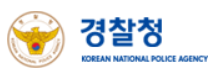 경찰청
KOREAN NATIONAL POLICE AGENCY